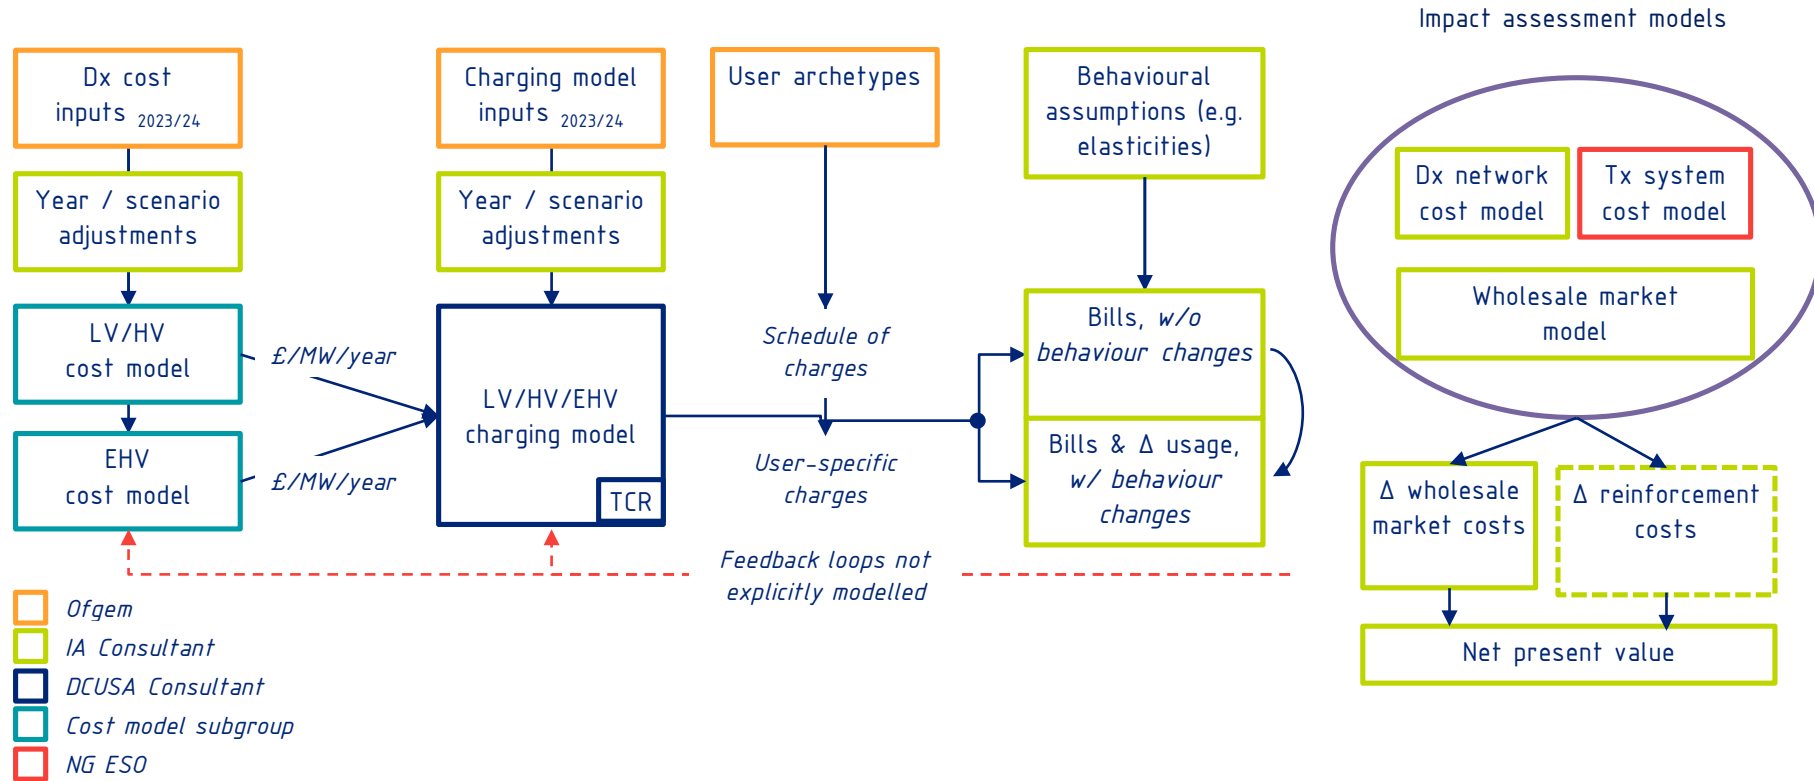 Impact assessment models
Dx cost
inputs 2023/24
Charging model
inputs 2023/24
User archetypes
Behavioural
assumptions (e.g.
elasticities)
Year / scenario
adjustments
Year / scenario
adjustments
Dx network
cost model
Tx system
cost model
Wholesale market
model
LV/HV
cost model
£/MW/year
EHV
cost model
£/MW/year
LV/HV/EHV
charging model
TCR
Schedule of
charges
User-specific
charges
Bills, w/o
behaviour changes
Bills & Δ usage,
w/ behaviour
changes
Δ wholesale
market costs
Δ reinforcement
costs
Net present value
Feedback loops not
explicitly modelled
Ofgem
IA Consultant
DCUSA Consultant
Cost model subgroup
NG ESO